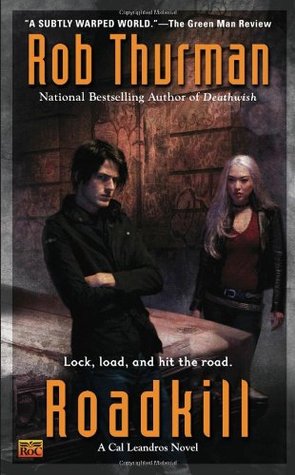 "A SUBTLY WARPED WORLD."—The Green Man Review
Rob Thurman
National Bestselling Author of Deathwish
Lock, load, and hit the road.
Roadkill
ROC
A Cal Leandros Novel